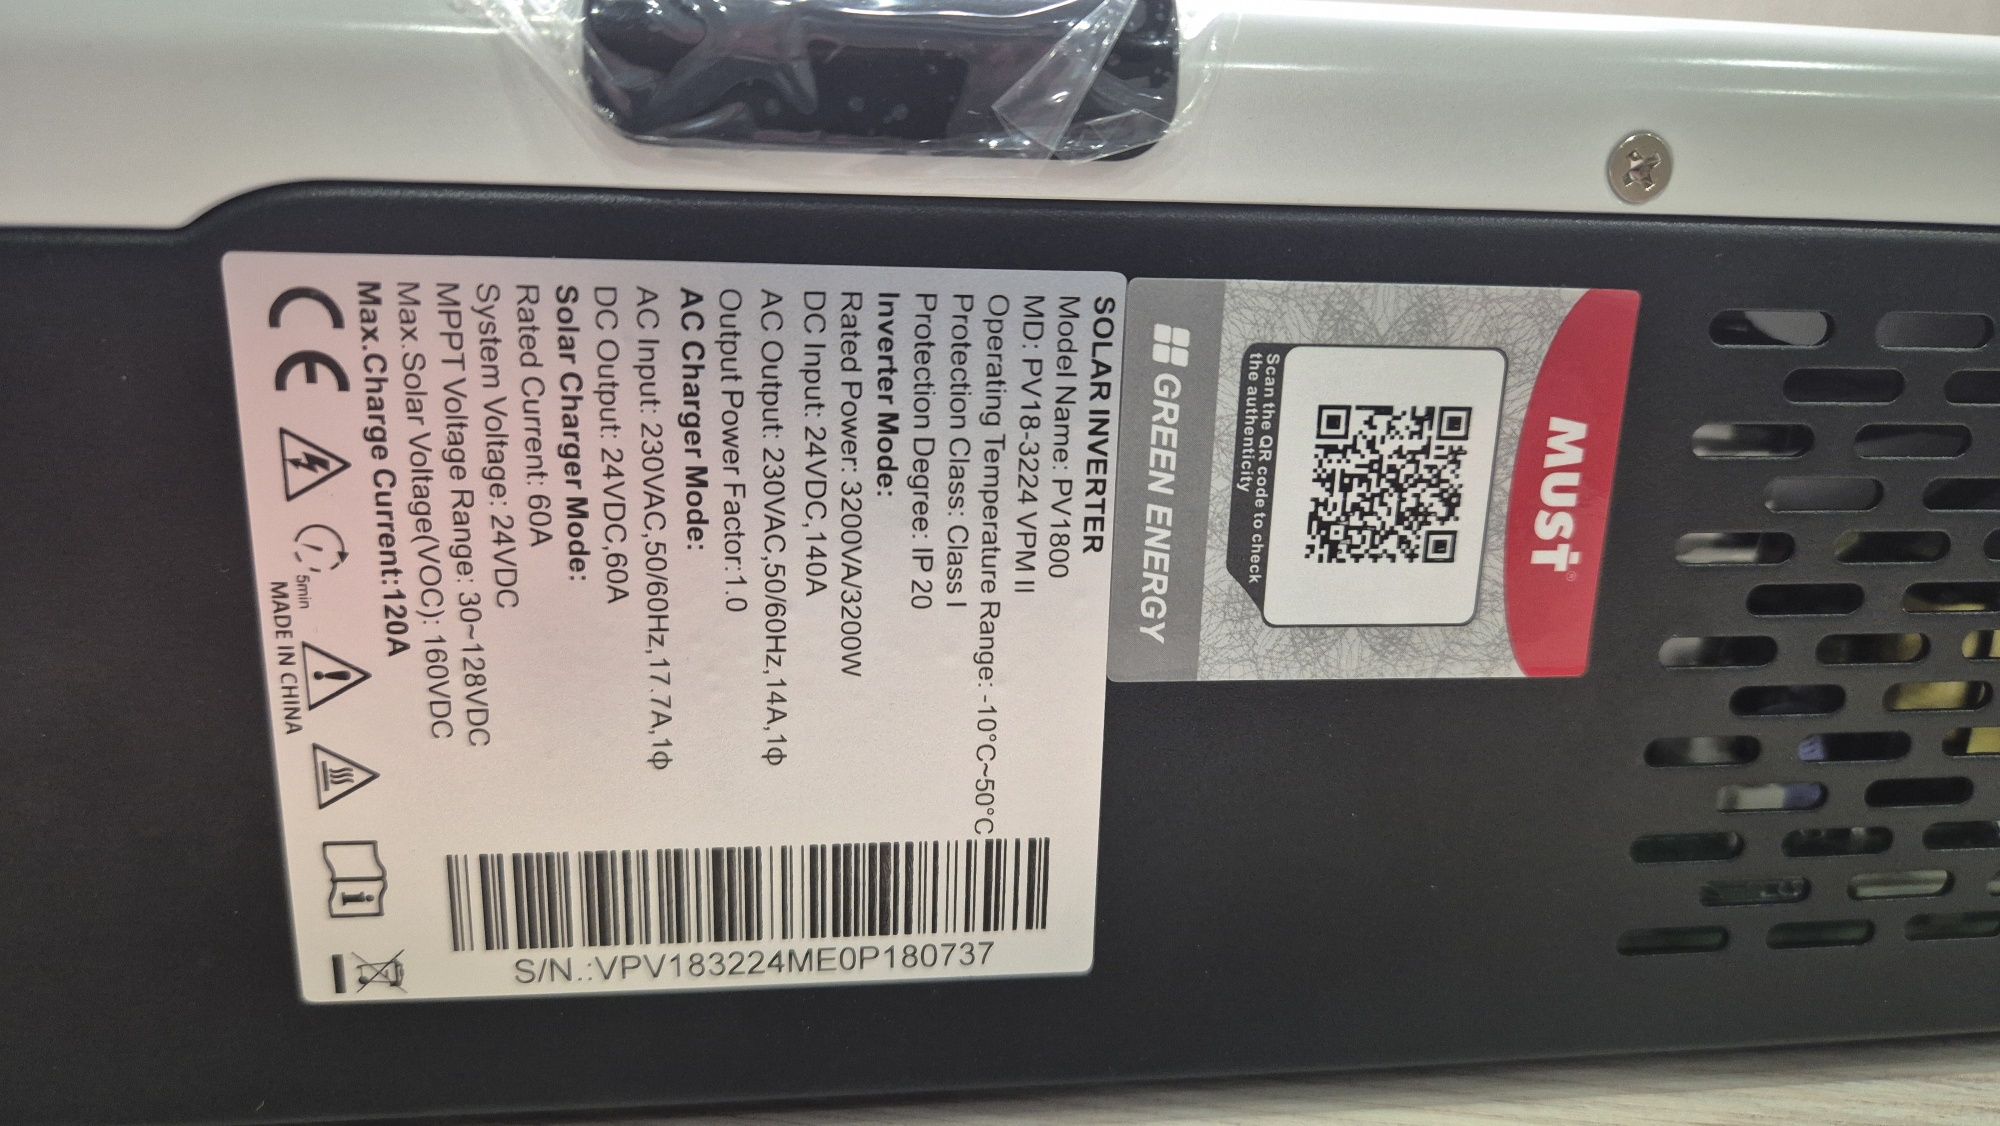 MUST®
Scan the QR code to check
the authenticity
GREEN ENERGY
SOLAR INVERTER
Model Name: PV1800
MD: PV18-3224 VPM II
Operating Temperature Range: -10°C~50°C
Protection Class: Class I
Protection Degree: IP 20
Inverter Mode:
Rated Power: 3200VA/3200W
DC Input: 24VDC,140A
AC Output: 230VAC,50/60Hz,14A,1ф
Output Power Factor:1.0
AC Charger Mode:
AC Input: 230VAC,50/60Hz,17.7A,1ф
DC Output: 24VDC,60A
Solar Charger Mode:
Rated Current: 60A
System Voltage: 24VDC
MPPT Voltage Range: 30~128VDC
Max.Solar Voltage(VOC): 160VDC
Max.Charge Current:120A
CE
5min
MADE IN CHINA
S/N.:VPV183224ME0P180737